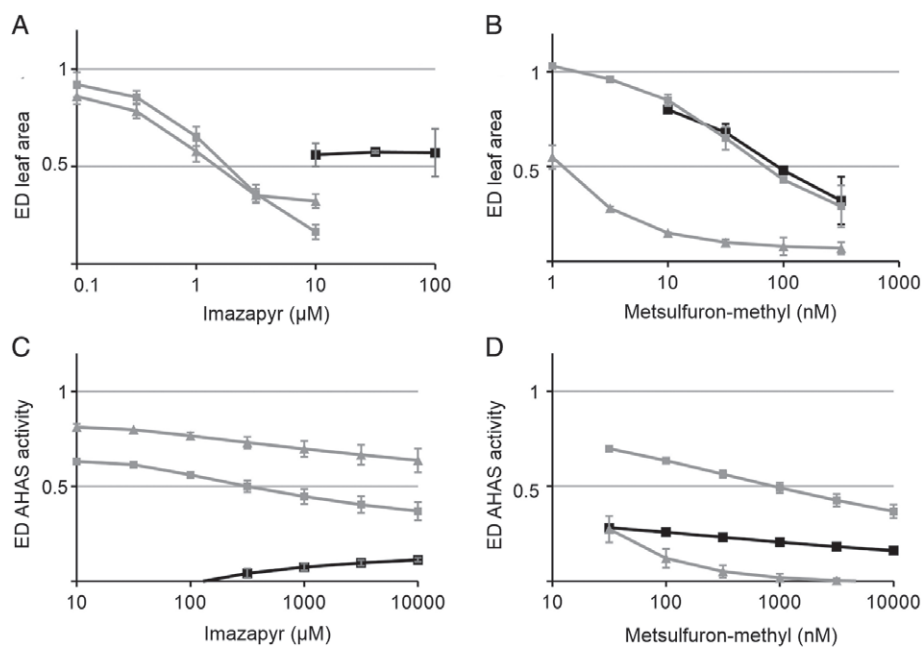 A
B
1
0.5
ED leaf area
0.1 1 10 100
Imazapyr (µM)
1
0.5
ED leaf area
1 10 100 1000
Metsulfuron-methyl (nM)
C
D
1
0.5
ED AHAS activity
10 100 1000 10000
Imazapyr (µM)
1
0.5
ED AHAS activity
10 100 1000 10000
Metsulfuron-methyl (nM)